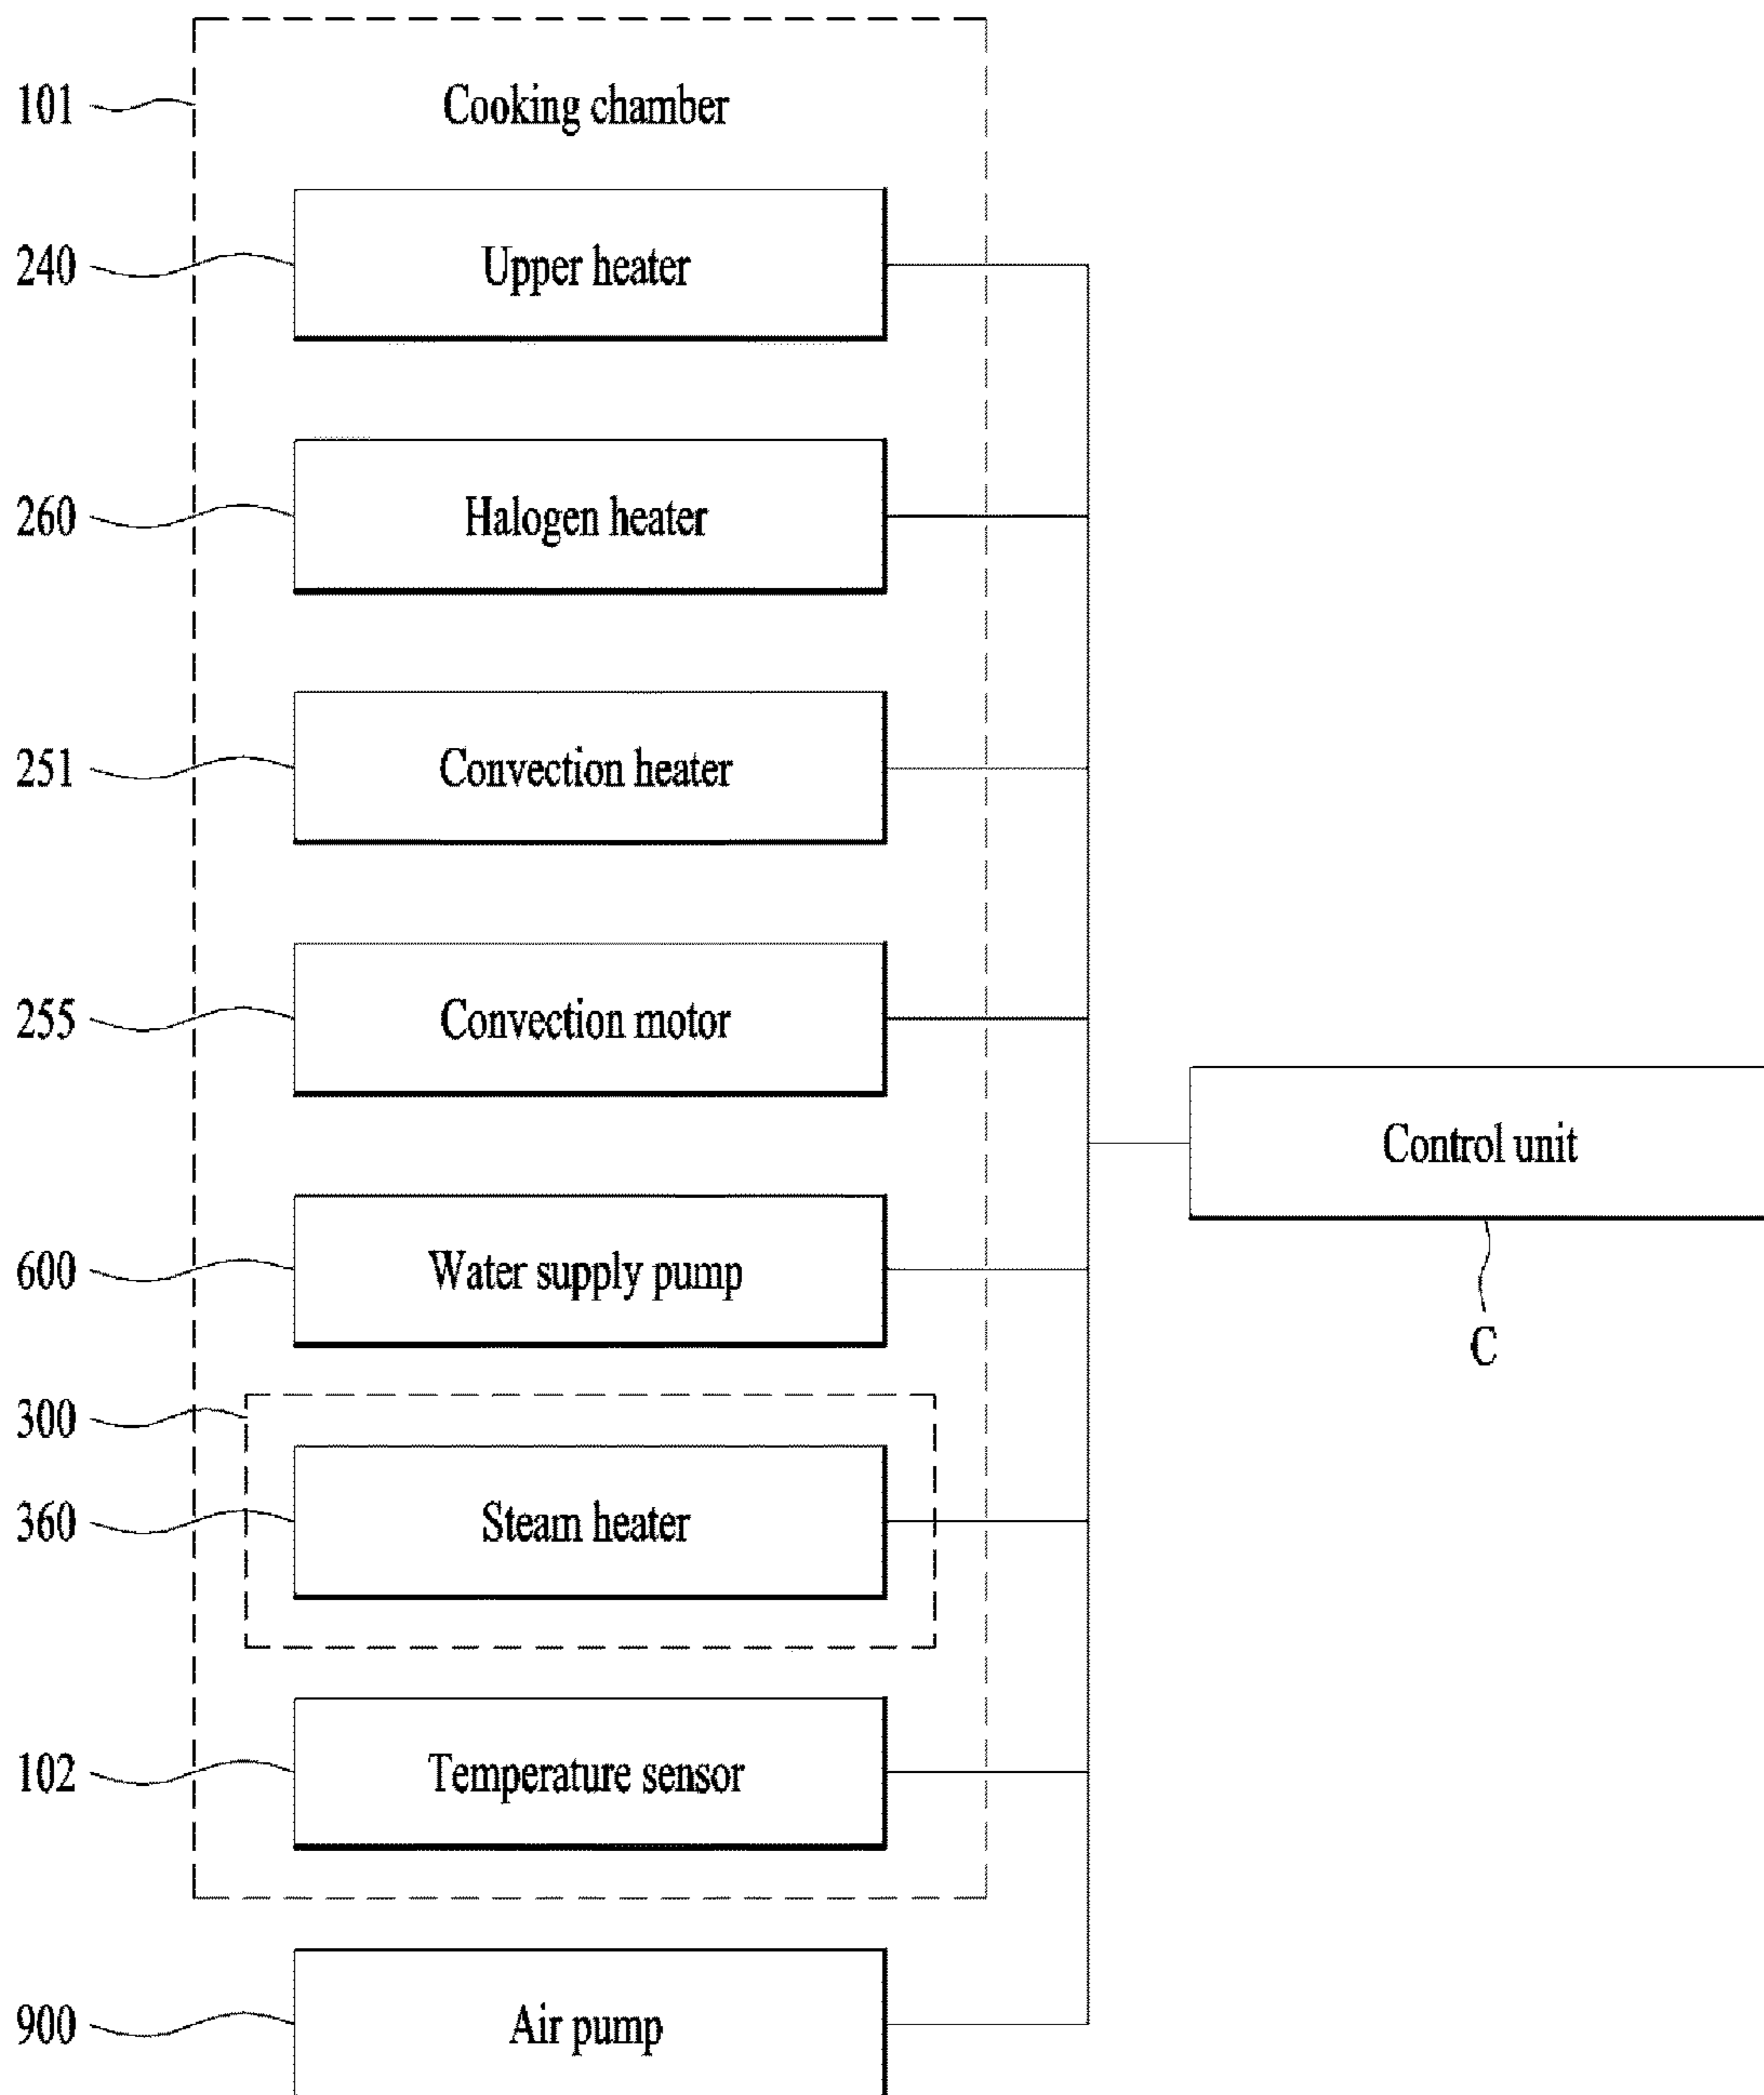 101 Cooking chamber
240 Upper heater
260 Halogen heater
251 Convection heater
255 Convection motor
Control unit
600 Water supply pump
C
300
360 Steam heater
102 Temperature sensor
900 Air pump